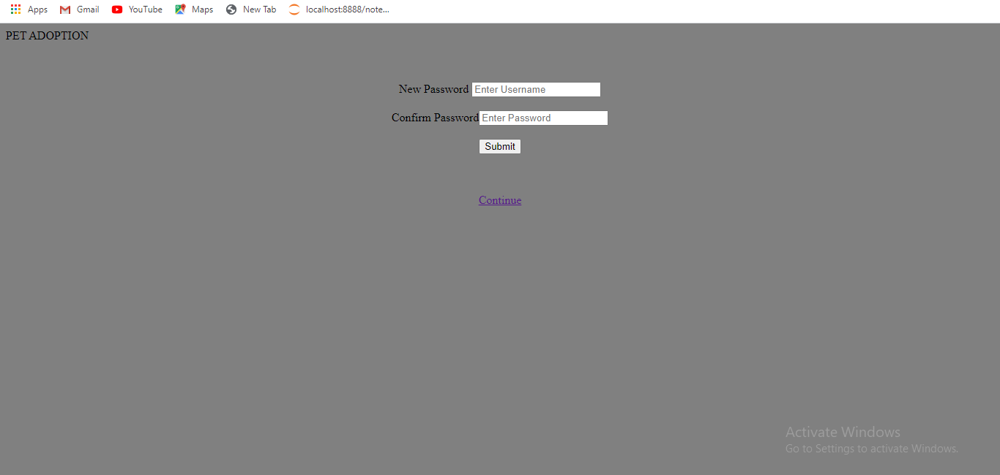 Apps Gmail YouTube Maps New Tab localhost:8888/note...
PET ADOPTION
New Password Enter Username
Confirm Password Enter Password
Submit
Continue
Activate Windows
Go to Settings to activate Windows.